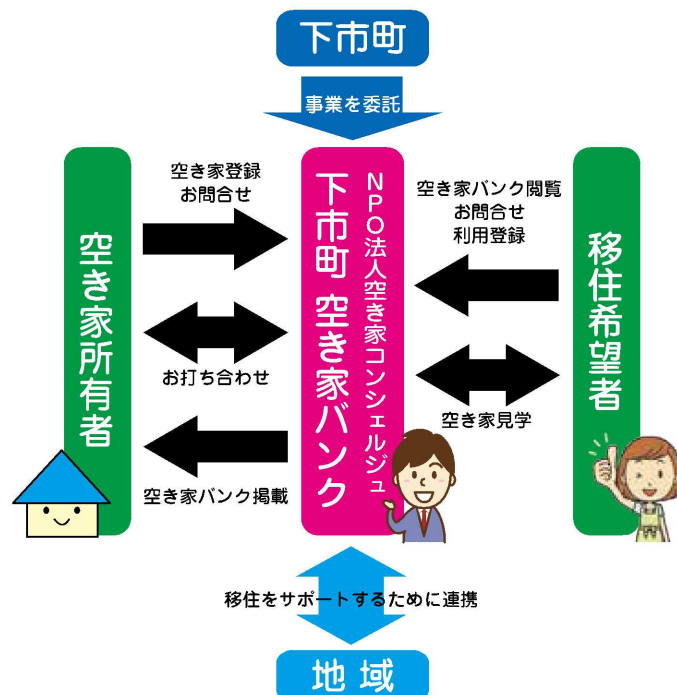 下市町
事業を委託
空き家所有者
空き家登録
お問合せ
お打ち合わせ
空き家バンク掲載
NPO法人空き家コンシェルジュ
下市町 空き家バンク
空き家バンク閲覧
お問合せ
利用登録
空き家見学
移住希望者
移住をサポートするために連携
地域